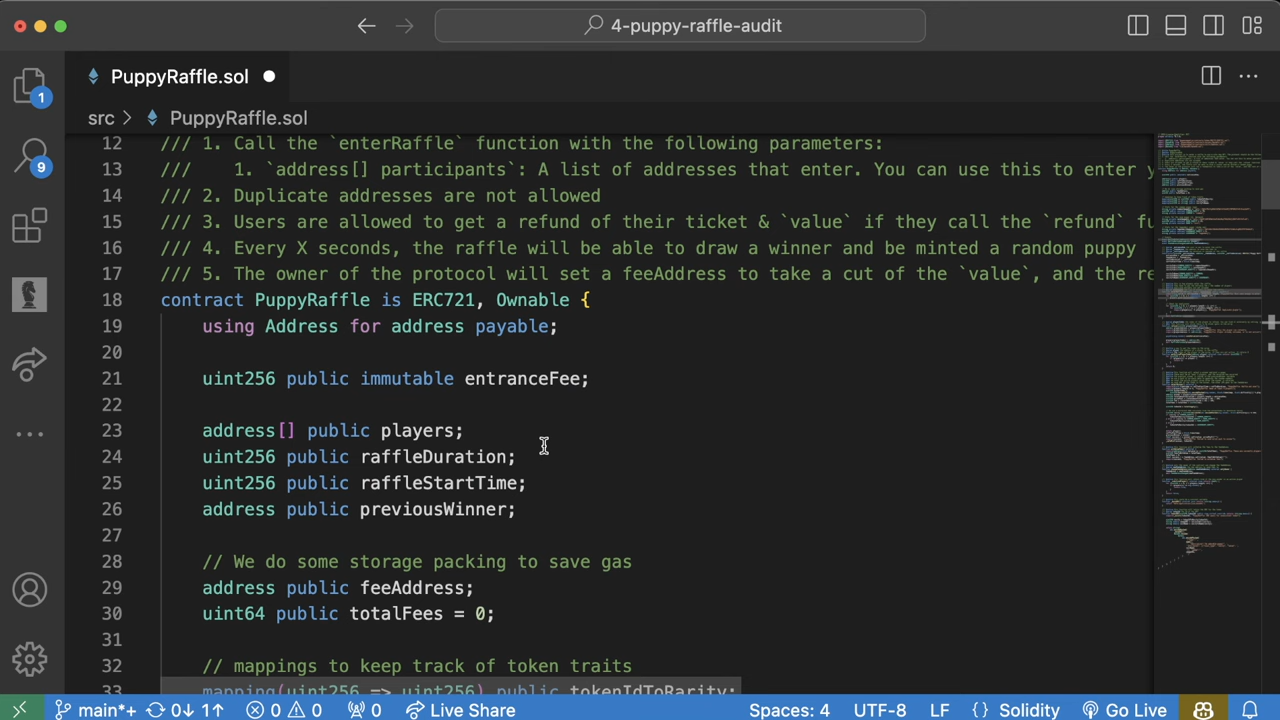 4-puppy-raffle-audit
PuppyRaffle.sol
1
src > PuppyRaffle.sol
9
12 /// 1. Call the `enterRaffle` function with the following parameters:
13 ///    1. `address[] participants`: A list of addresses that enter. You can use this to enter y
14 /// 2. Duplicate addresses are not allowed
15 /// 3. Users are allowed to get a refund of their ticket & `value` if they call the `refund` fu
16 /// 4. Every X seconds, the raffle will be able to draw a winner and be minted a random puppy
17 /// 5. The owner of the protocol will set a feeAddress to take a cut of the `value`, and the re
18 contract PuppyRaffle is ERC721, Ownable {
19     using Address for address payable;
20
21     uint256 public immutable entranceFee;
22
23     address[] public players;
24     uint256 public raffleDuration;
25     uint256 public raffleStartTime;
26     address public previousWinner;
27
28     // We do some storage packing to save gas
29     address public feeAddress;
30     uint64 public totalFees = 0;
31
32     // mappings to keep track of token traits
33     mapping(uint256 => uint256) public tokenIdToRarity;
main*+ 0↓ 1↑ 0 0 0 Live Share Spaces: 4 UTF-8 LF {} Solidity Go Live